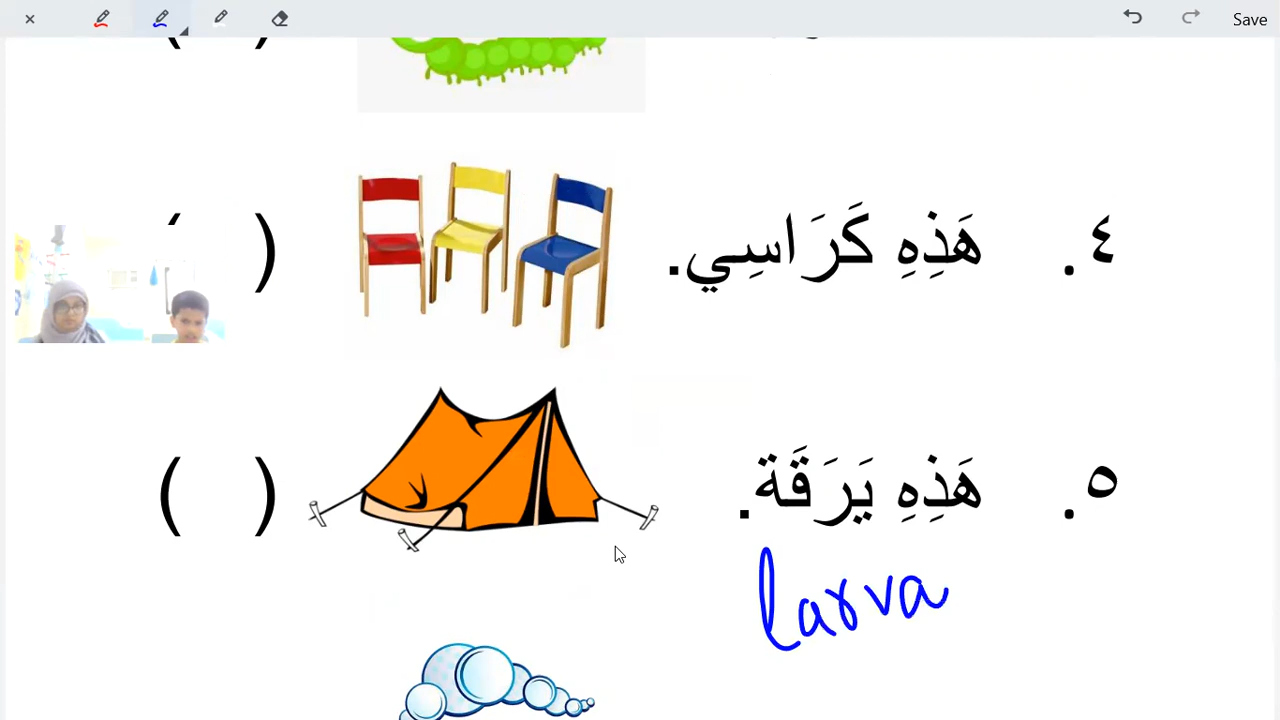 Save
( )
٤. هَذِهِ كَرَاسِي. ( )
٥. هَذِهِ يَرَقَة. ( )
larva